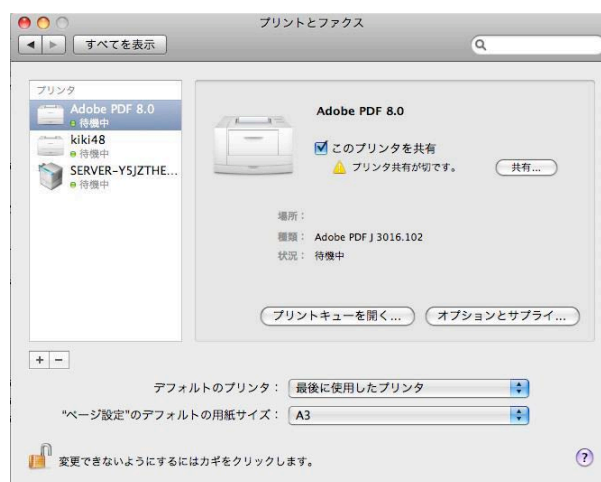 プリントとファクス
すべてを表示
プリンタ
Adobe PDF 8.0
待機中
kiki48
待機中
SERVER-Y5JZTHE...
待機中
Adobe PDF 8.0
このプリンタを共有
プリンタ共有が切です。
共有...
場所：
種類： Adobe PDF J 3016.102
状況： 待機中
プリントキューを開く... オプションとサプライ...
+ −
デフォルトのプリンタ： 最後に使用したプリンタ
“ページ設定”のデフォルトの用紙サイズ： A3
変更できないようにするにはカギをクリックします。
?